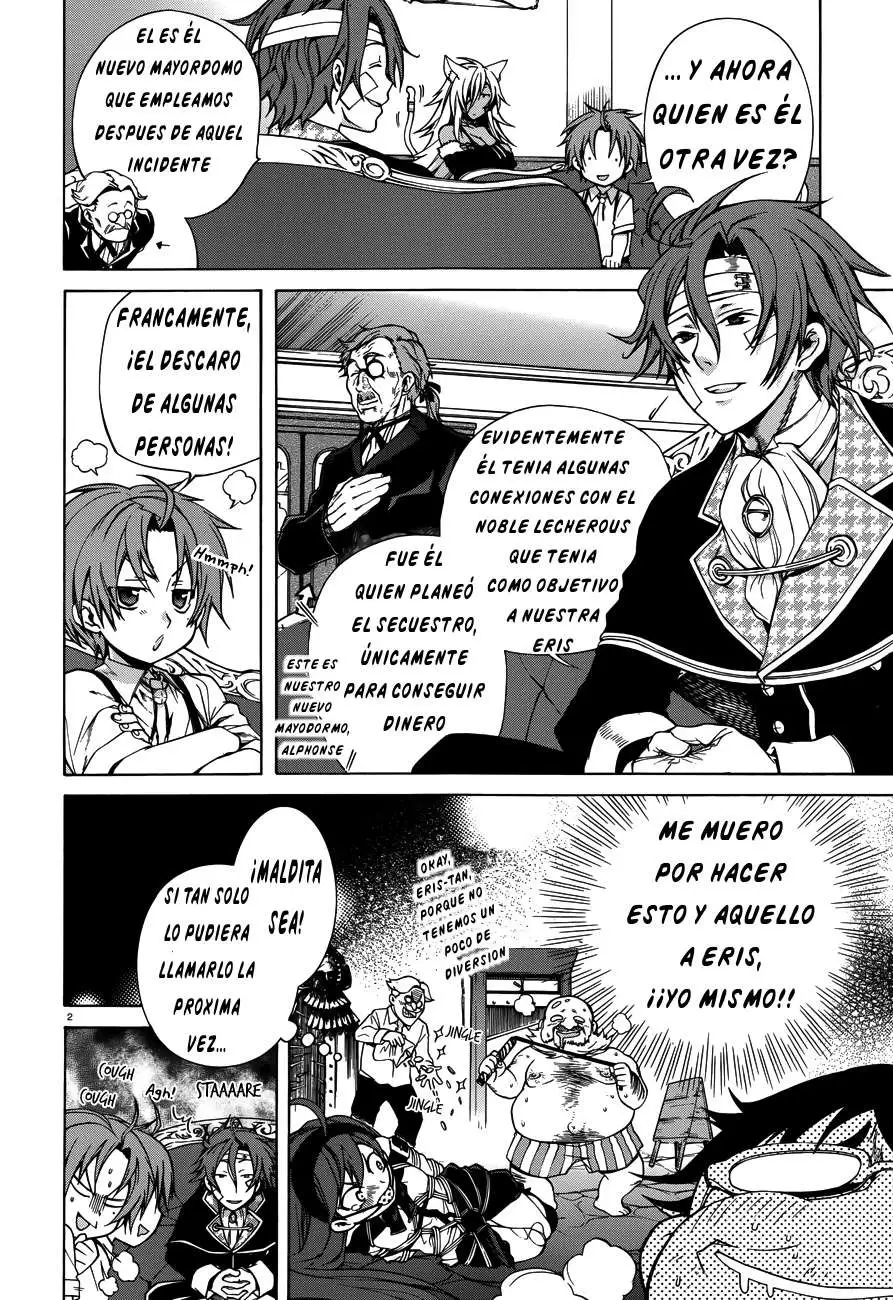 ... Y AHORA
QUIEN ES ÉL
OTRA VEZ?
EL ES ÉL
NUEVO MAYORDOMO
QUE EMPLEAMOS
DESPUES DE AQUEL
INCIDENTE
EVIDENTEMENTE
ÉL TENIA ALGUNAS
CONEXIONES CON EL
NOBLE LECHEROUS
QUE TENIA
COMO OBJETIVO
A NUESTRA
ERIS
FUE ÉL
QUIEN PLANEÓ
EL SECUESTRO,
ÚNICAMENTE
PARA CONSEGUIR
DINERO
ESTE ES
NUESTRO
NUEVO
MAYODORMO,
ALPHONSE
FRANCAMENTE,
¡EL DESCARO
DE ALGUNAS
PERSONAS!
Hmmmph!
ME MUERO
POR HACER
ESTO Y AQUELLO
A ERIS,
¡¡YO MISMO!!
OKAY,
ERIS-TAN,
PORQUE NO
TENEMOS UN
POCO DE
DIVERSION
JINGLE
JINGLE
¡MALDITA
SEA!
SI TAN SOLO
LO PUDIERA
LLAMARLO LA
PROXIMA
VEZ...
2
COUGH
COUGH
Agh!
STAAAARE